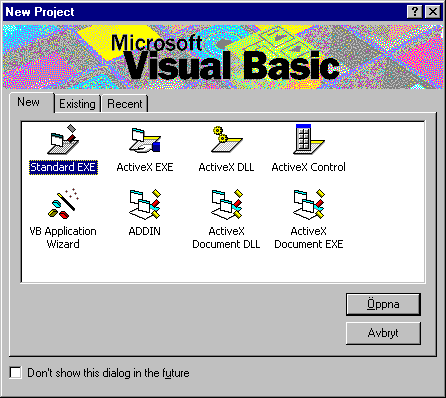 New Project
Microsoft
Visual Basic
New Existing Recent
Standard EXE ActiveX EXE ActiveX DLL ActiveX Control
VB Application Wizard ADDIN ActiveX Document DLL ActiveX Document EXE
Öppna
Avbryt
Don't show this dialog in the future